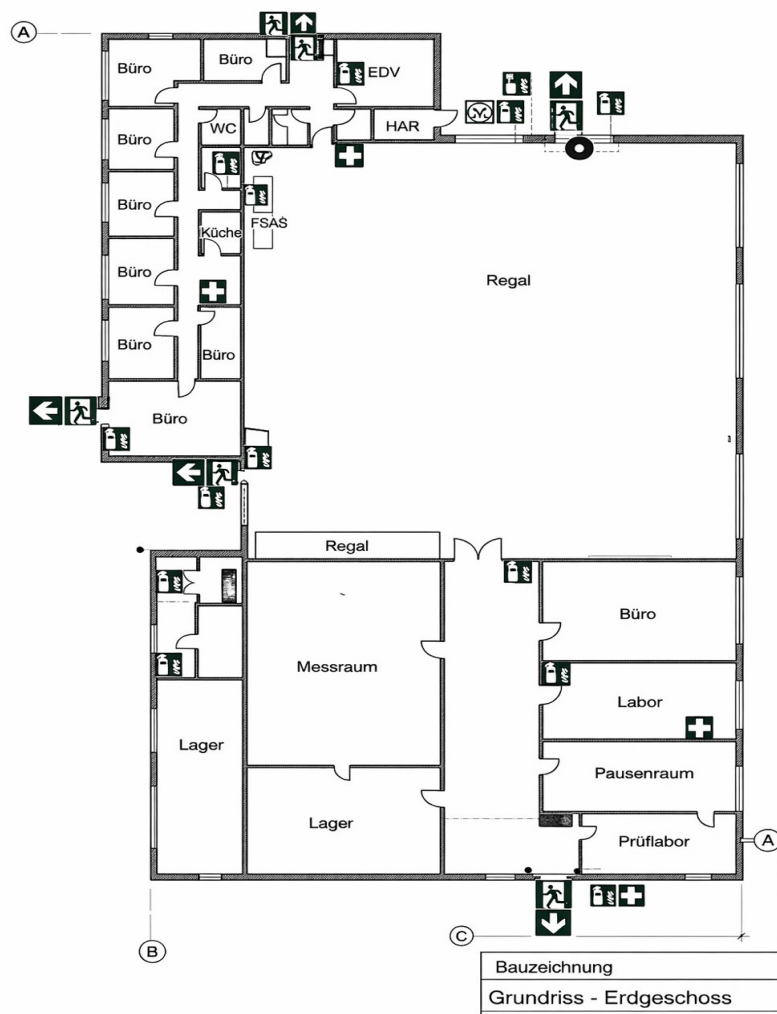 A
Büro
Büro
EDV
Büro
WC
HAR
Büro
FSAS
Küche
Büro
Regal
Büro
Büro
Büro
Regal
Büro
Messraum
Labor
Lager
Pausenraum
Lager
Prüflabor
A
B
C
Bauzeichnung
Grundriss - Erdgeschoss